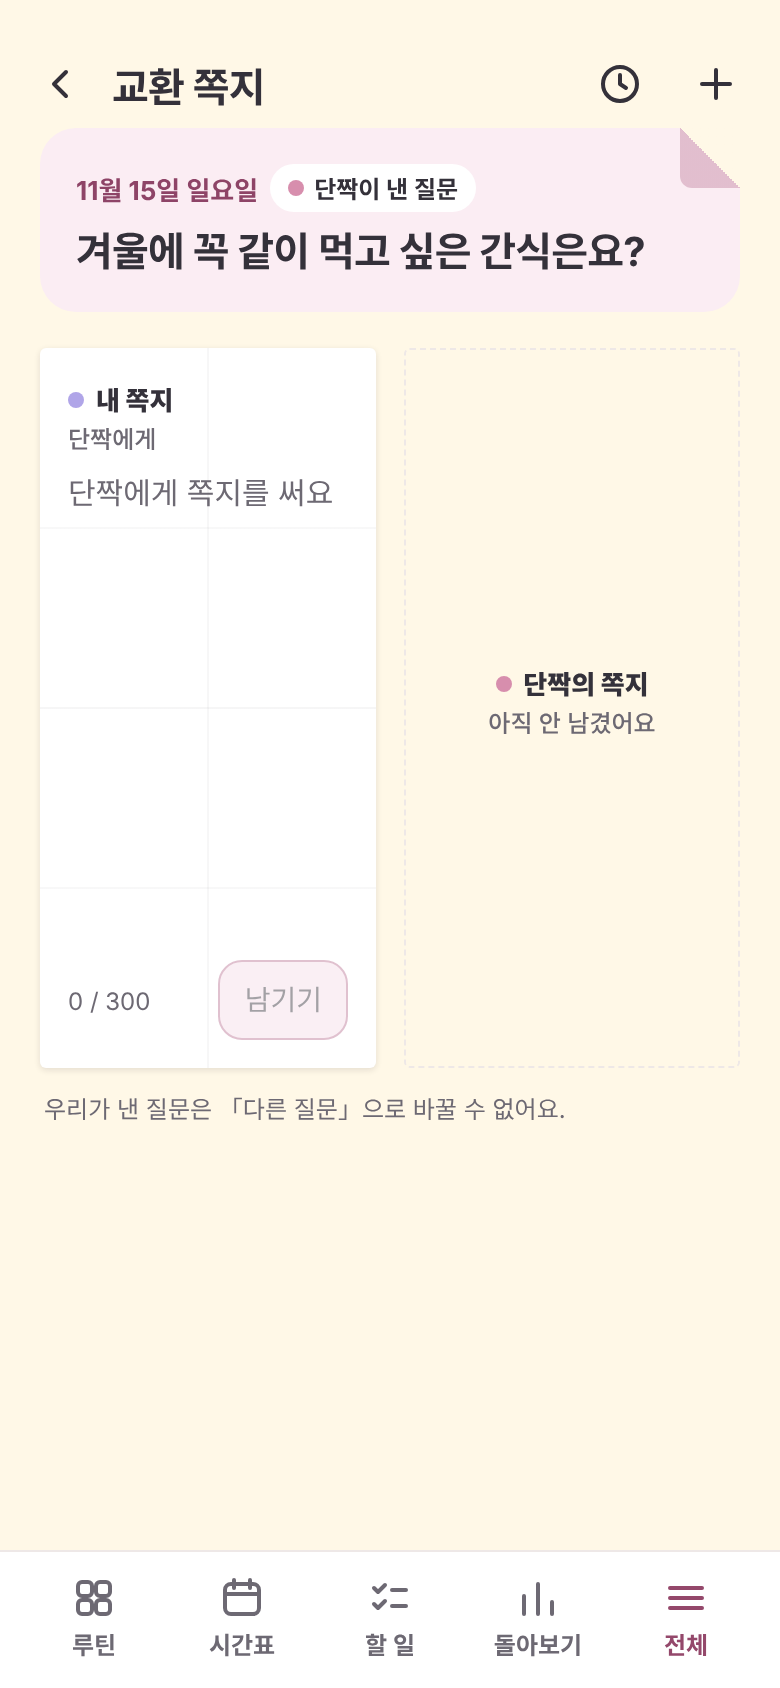 교환 쪽지
11월 15일 일요일 단짝이 낸 질문
겨울에 꼭 같이 먹고 싶은 간식은요?
내 쪽지
단짝에게
단짝에게 쪽지를 써요
0 / 300
남기기
단짝의 쪽지
아직 안 남겼어요
우리가 낸 질문은 「다른 질문」으로 바꿀 수 없어요.
루틴
시간표
할 일
돌아보기
전체